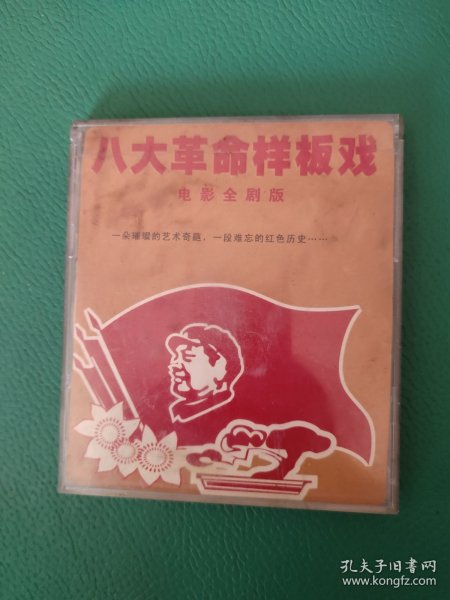 八大革命样板戏
电影全剧版
一朵璀璨的艺术奇葩，一段难忘的红色历史……
孔夫子旧书网
www.kongfz.com